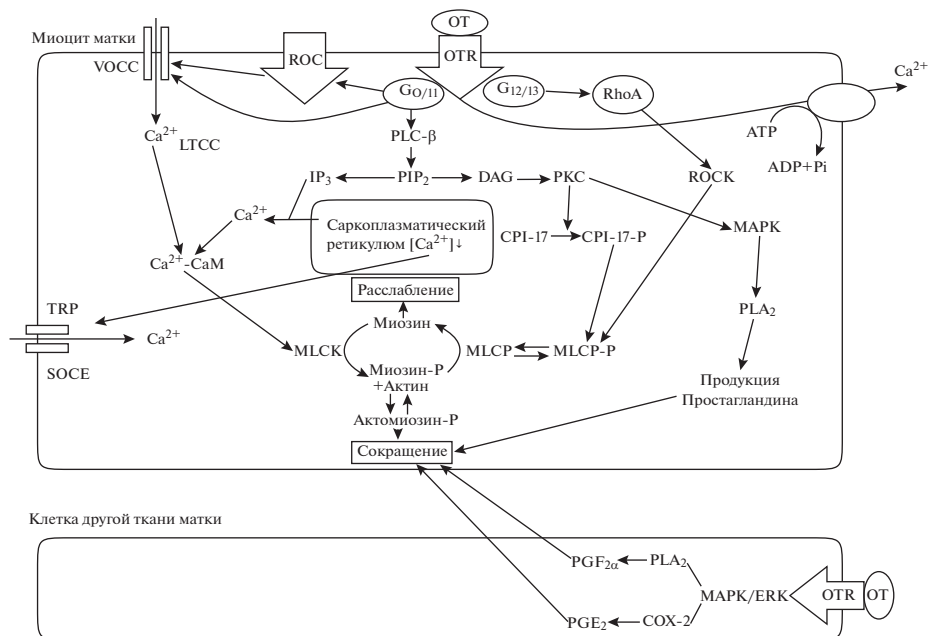 OT
Миоцит матки
VOCC
ROC
OTR
Ca²⁺
G₀/₁₁
G₁₂/₁₃
RhoA
Ca²⁺ LTCC
PLC-β
ATP
ADP+Pi
IP₃
PIP₂
DAG
PKC
ROCK
Ca²⁺
Саркоплазматический
ретикулюм [Ca²⁺]↓
CPI-17
CPI-17-P
MAPK
Ca²⁺-CaM
Расслабление
TRP
Ca²⁺
SOCE
Миозин
MLCK
MLCP
MLCP-P
PLA₂
Миозин-P
+Актин
Продукция
Простагландина
Актомиозин-P
Сокращение
Клетка другой ткани матки
PGF₂α
PLA₂
MAPK/ERK
OTR
OT
PGE₂
COX-2